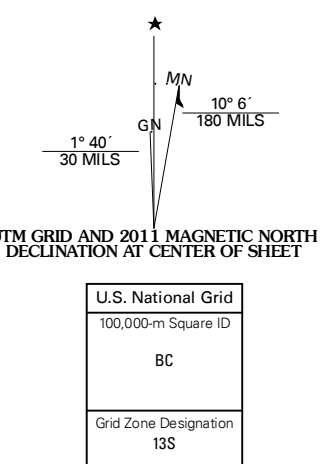 ★
MN
GN
10° 6´
180 MILS
1° 40´
30 MILS
UTM GRID AND 2011 MAGNETIC NORTH
DECLINATION AT CENTER OF SHEET
U.S. National Grid
100,000-m Square ID
BC
Grid Zone Designation
13S